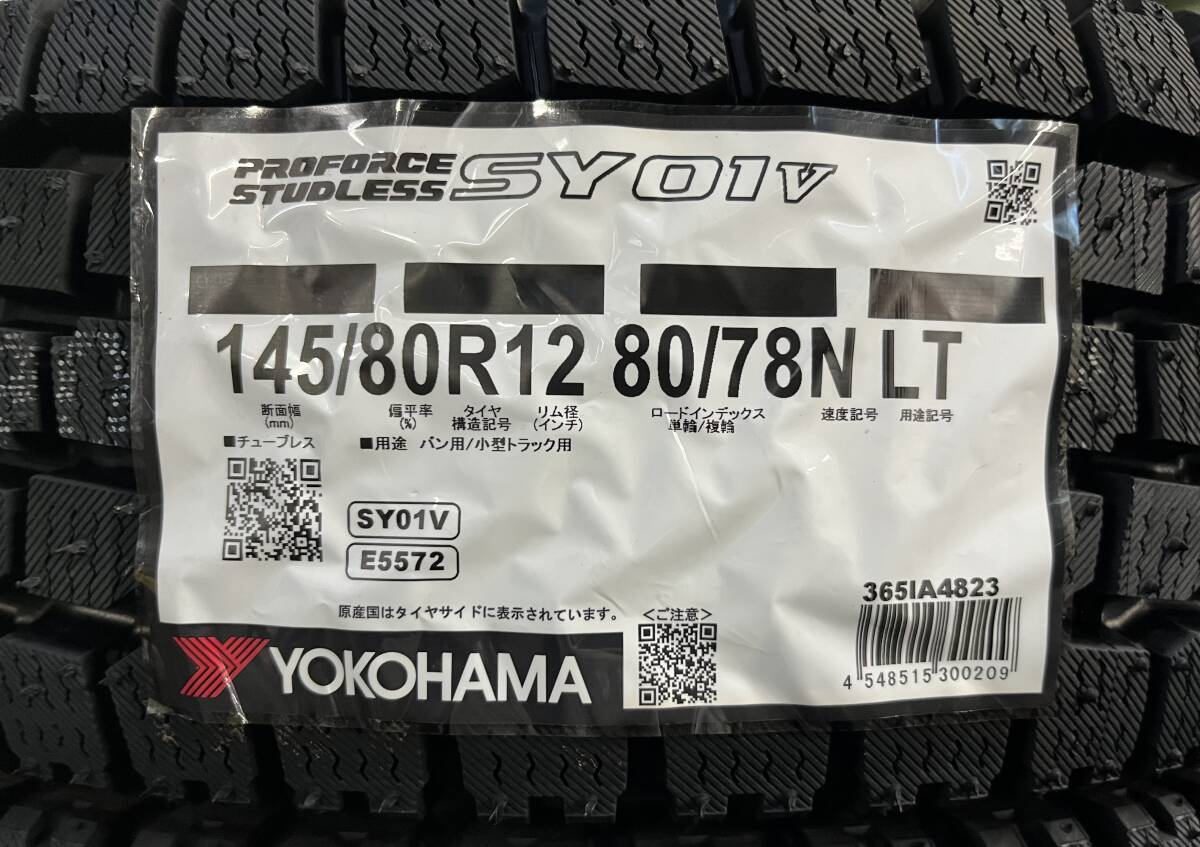 PROFORCE
STUDLESS SY01V
145/80R12 80/78N LT
断面幅 (mm) 偏平率 (%) タイヤ構造記号 リム径 (インチ) ロードインデックス 単輪/複輪 速度記号 用途記号
■チューブレス ■用途 バン用/小型トラック用
SY01V
E5572
原産国はタイヤサイドに表示されています。
<ご注意>
365IA4823
4 548515 300209
YOKOHAMA